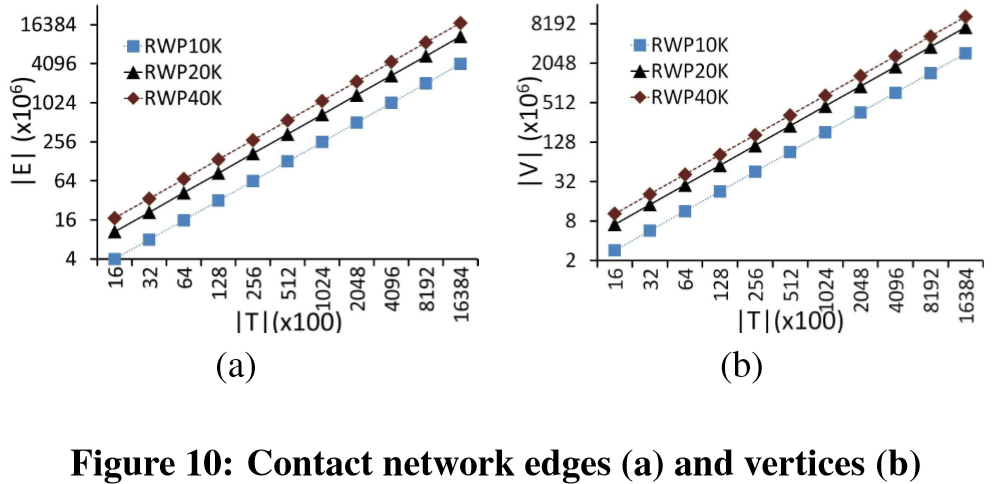 16384
4096
1024
256
64
16
4
|E| (x10⁶)
RWP10K
RWP20K
RWP40K
16
32
64
128
256
512
1024
2048
4096
8192
16384
|T|(x100)
(a)
8192
2048
512
128
32
8
2
|V| (x10⁶)
RWP10K
RWP20K
RWP40K
16
32
64
128
256
512
1024
2048
4096
8192
16384
|T|(x100)
(b)
Figure 10: Contact network edges (a) and vertices (b)